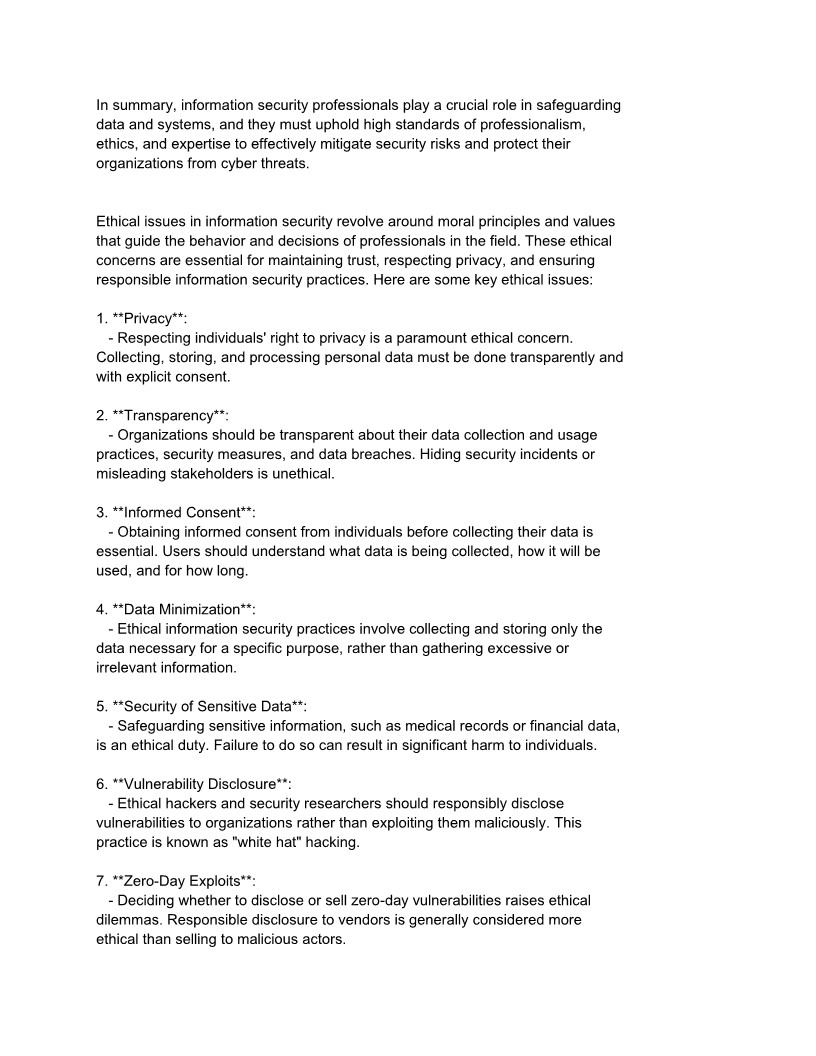 In summary, information security professionals play a crucial role in safeguarding
data and systems, and they must uphold high standards of professionalism,
ethics, and expertise to effectively mitigate security risks and protect their
organizations from cyber threats.
Ethical issues in information security revolve around moral principles and values
that guide the behavior and decisions of professionals in the field. These ethical
concerns are essential for maintaining trust, respecting privacy, and ensuring
responsible information security practices. Here are some key ethical issues:
1. **Privacy**:
- Respecting individuals' right to privacy is a paramount ethical concern.
Collecting, storing, and processing personal data must be done transparently and
with explicit consent.
2. **Transparency**:
- Organizations should be transparent about their data collection and usage
practices, security measures, and data breaches. Hiding security incidents or
misleading stakeholders is unethical.
3. **Informed Consent**:
- Obtaining informed consent from individuals before collecting their data is
essential. Users should understand what data is being collected, how it will be
used, and for how long.
4. **Data Minimization**:
- Ethical information security practices involve collecting and storing only the
data necessary for a specific purpose, rather than gathering excessive or
irrelevant information.
5. **Security of Sensitive Data**:
- Safeguarding sensitive information, such as medical records or financial data,
is an ethical duty. Failure to do so can result in significant harm to individuals.
6. **Vulnerability Disclosure**:
- Ethical hackers and security researchers should responsibly disclose
vulnerabilities to organizations rather than exploiting them maliciously. This
practice is known as "white hat" hacking.
7. **Zero-Day Exploits**:
- Deciding whether to disclose or sell zero-day vulnerabilities raises ethical
dilemmas. Responsible disclosure to vendors is generally considered more
ethical than selling to malicious actors.